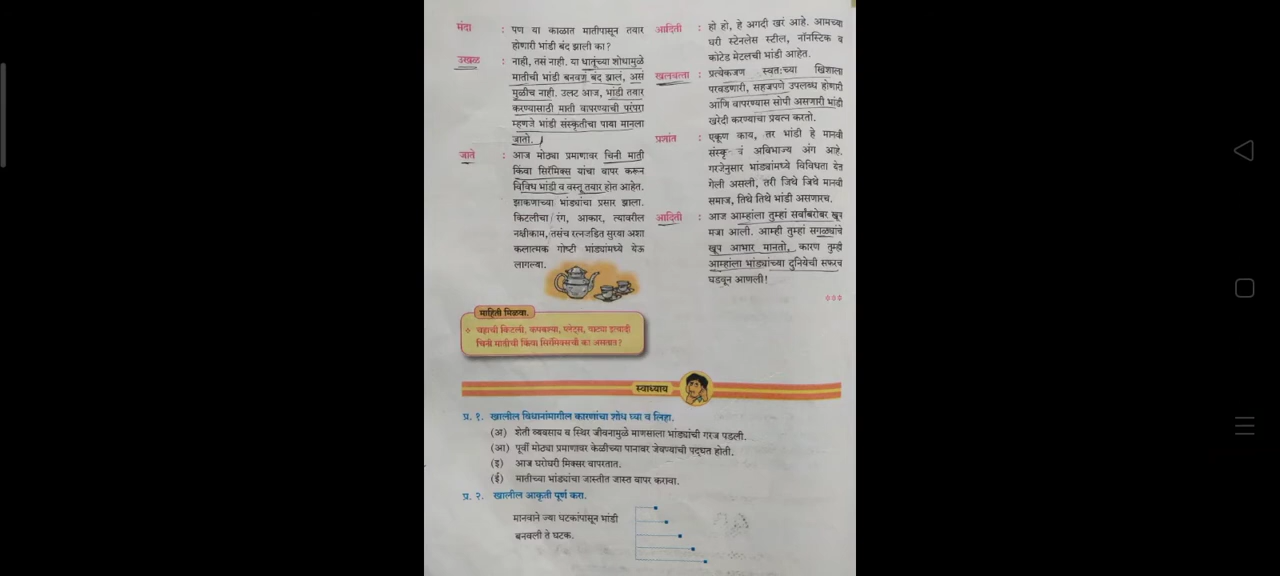 मंदा : पण या काळात मातीपासून तयार
होणारी भांडी बंद झाली का?
उखळ : नाही, तसं नाही. या धातूंच्या शोधामुळे
मातीची भांडी बनवणं बंद झालं, असं
मुळीच नाही. उलट आज, भांडी तयार
करण्यासाठी माती वापरण्याची परंपरा
म्हणजे भांडी संस्कृतीचा पाया मानला
जातो.
जाते : आज मोठ्या प्रमाणावर चिनी माती
किंवा सिरॅमिक्स यांचा वापर करून
विविध भांडी व वस्तू तयार होत आहेत.
झाकणाच्या भांड्यांचा प्रसार झाला.
किटलीचा रंग, आकार, त्यावरील
नक्षीकाम, तसंच रत्नजडित सुरया अशा
कलात्मक गोष्टी भांड्यांमध्ये येऊ
लागल्या.
आदिती : हो हो, हे अगदी खरं आहे. आमच्या
घरी स्टेनलेस स्टील, नॉनस्टिक व
कोटेड मेटलची भांडी आहेत.
खलबत्ता : प्रत्येकजण स्वतःच्या खिशाला
परवडणारी, सहजपणे उपलब्ध होणारी
आणि वापरण्यास सोपी असणारी भांडी
खरेदी करण्याचा प्रयत्न करतो.
प्रशांत : एकूण काय, तर भांडी हे मानवी
संस्कृतीचं अविभाज्य अंग आहे.
गरजेनुसार भांड्यांमध्ये विविधता येत
गेली असली, तरी जिथे जिथे मानवी
समाज, तिथे तिथे भांडी असणारच.
आदिती : आज आम्हांला तुम्हां सर्वांबरोबर खूप
मजा आली. आम्ही तुम्हां सगळ्यांचे
खूप आभार मानतो, कारण तुम्ही
आम्हांला भांड्यांच्या दुनियेची सफर
घडवून आणली!
माहिती मिळवा.
चहाची किटली, कपबश्या, प्लेट्स, वाट्या इत्यादी
चिनी मातीची किंवा सिरॅमिक्सची का असतात?
स्वाध्याय
प्र. १. खालील विधानांमागील कारणांचा शोध घ्या व लिहा.
(अ) शेती व्यवसाय व स्थिर जीवनामुळे माणसाला भांड्यांची गरज पडली.
(आ) पूर्वी मोठ्या प्रमाणावर केळीच्या पानावर जेवण्याची पद्धत होती.
(इ) आज घरोघरी मिक्सर वापरतात.
(ई) मातीच्या भांड्यांचा जास्तीत जास्त वापर करावा.
प्र. २. खालील आकृती पूर्ण करा.
मानवाने ज्या घटकांपासून भांडी
बनवली ते घटक.